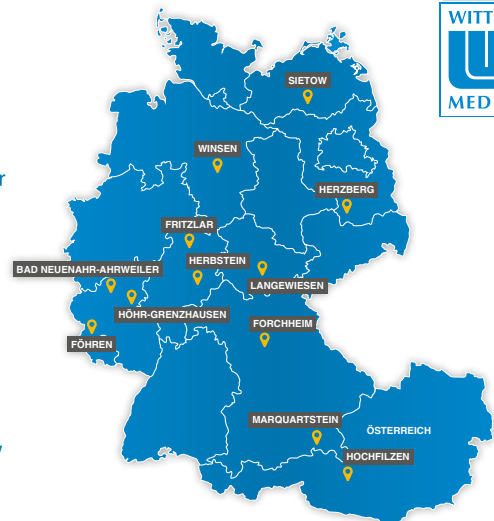 WITT
MED
SIETOW
WINSEN
r
HERZBERG
FRITZLAR
BAD NEUENAHR-AHRWEILER
HERBSTEIN
LANGEWIESEN
HÖHR-GRENZHAUSEN
FORCHHEIM
FÖHREN
MARQUARTSTEIN
ÖSTERREICH
HOCHFILZEN